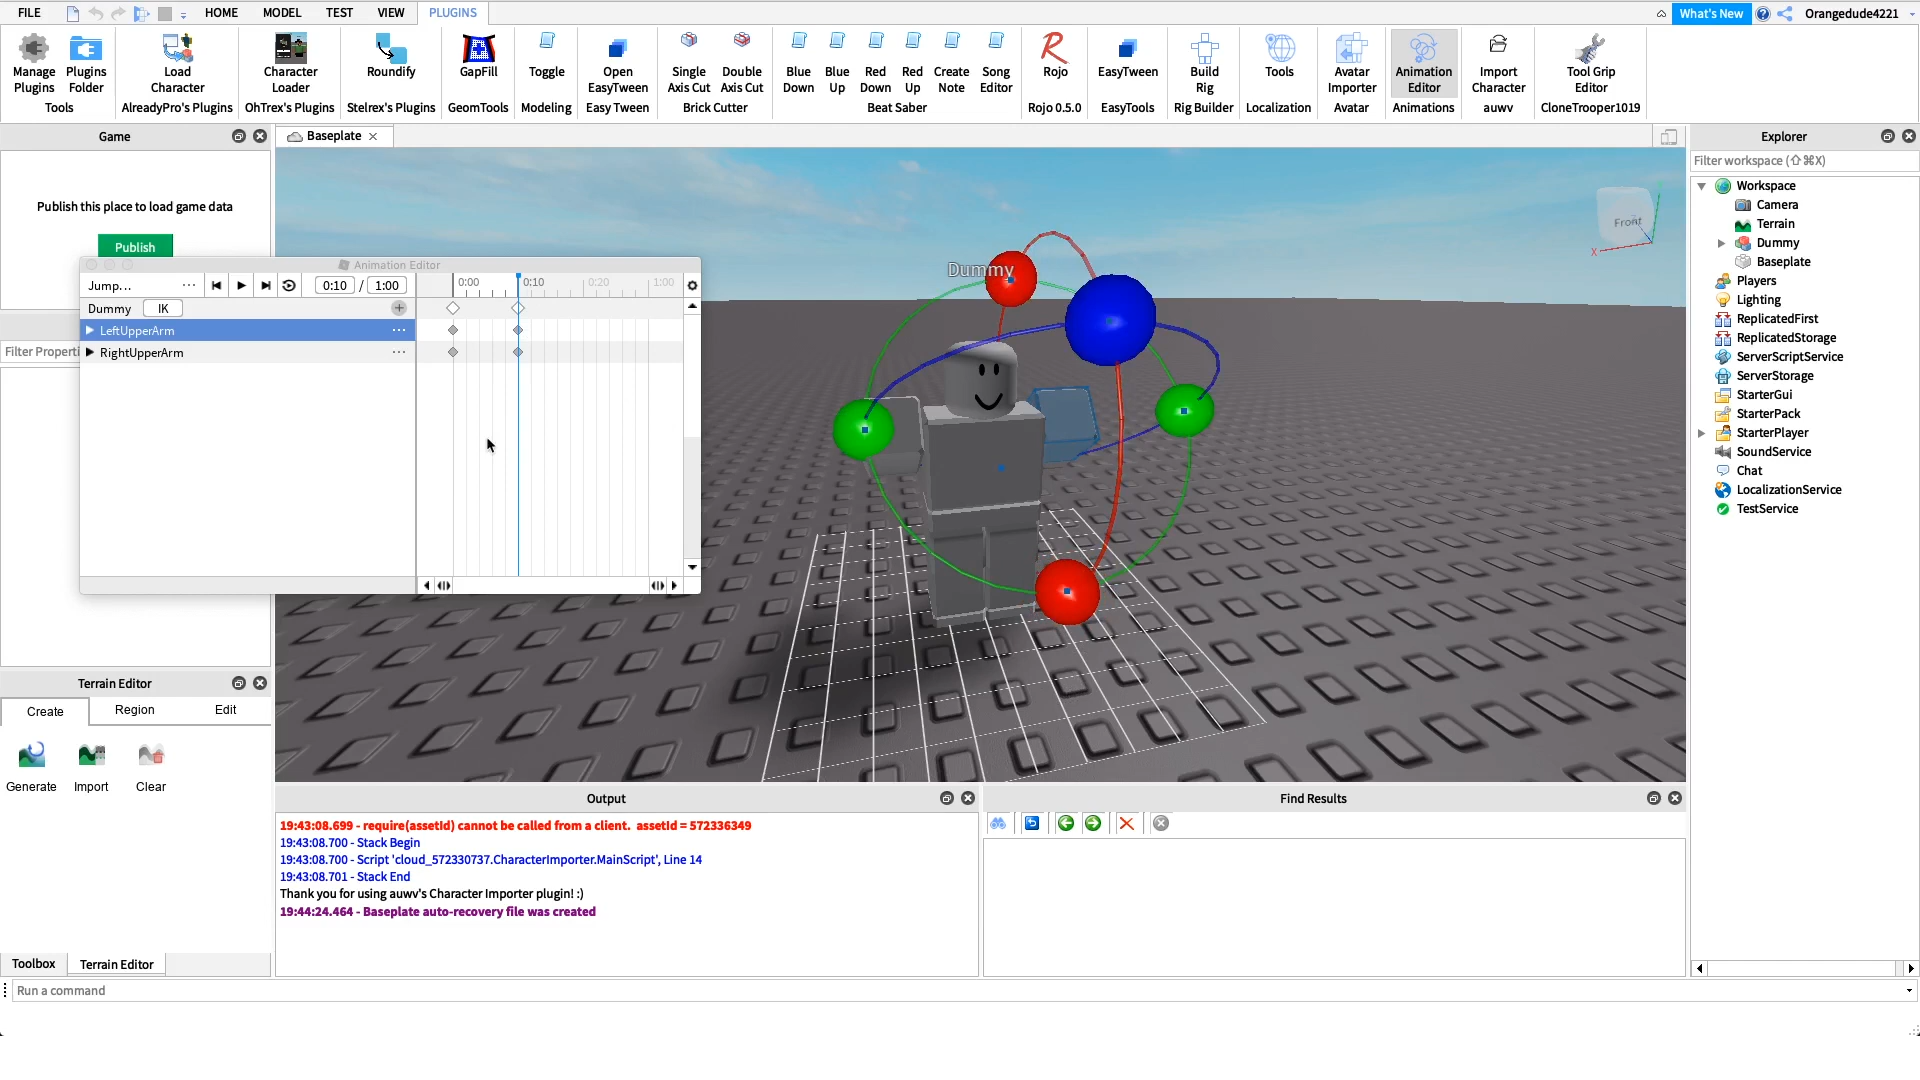 FILE HOME MODEL TEST VIEW PLUGINS What's New Orangedude4221
Manage Plugins
Plugins Folder
Tools
Load Character
AlreadyPro's Plugins
Character Loader
OhTrex's Plugins
Roundify
Stelrex's Plugins
GapFill
GeomTools
Toggle
Modeling
Open EasyTween
Easy Tween
Single Axis Cut
Double Axis Cut
Brick Cutter
Blue Down
Blue Up
Red Down
Red Up
Create Note
Song Editor
Beat Saber
Rojo
Rojo 0.5.0
EasyTween
EasyTools
Build Rig
Rig Builder
Tools
Localization
Avatar Importer
Avatar
Animation Editor
Animations
Import Character
auwv
Tool Grip Editor
CloneTrooper1019
Game
Publish this place to load game data
Publish
Baseplate
Front
X
Dummy
Animation Editor
Jump... 0:10 / 1:00 0:00 0:10 0:20 1:00
Dummy IK
LeftUpperArm
RightUpperArm
Filter Properti
Terrain Editor
Create Region Edit
Generate Import Clear
Toolbox Terrain Editor
Output
19:43:08.699 - require(assetId) cannot be called from a client. assetId = 572336349
19:43:08.700 - Stack Begin
19:43:08.700 - Script 'cloud_572330737.CharacterImporter.MainScript', Line 14
19:43:08.701 - Stack End
Thank you for using auwv's Character Importer plugin! :)
19:44:24.464 - Baseplate auto-recovery file was created
Find Results
Explorer
Filter workspace (⇧⌘X)
Workspace
Camera
Terrain
Dummy
Baseplate
Players
Lighting
ReplicatedFirst
ReplicatedStorage
ServerScriptService
ServerStorage
StarterGui
StarterPack
StarterPlayer
SoundService
Chat
LocalizationService
TestService
Run a command